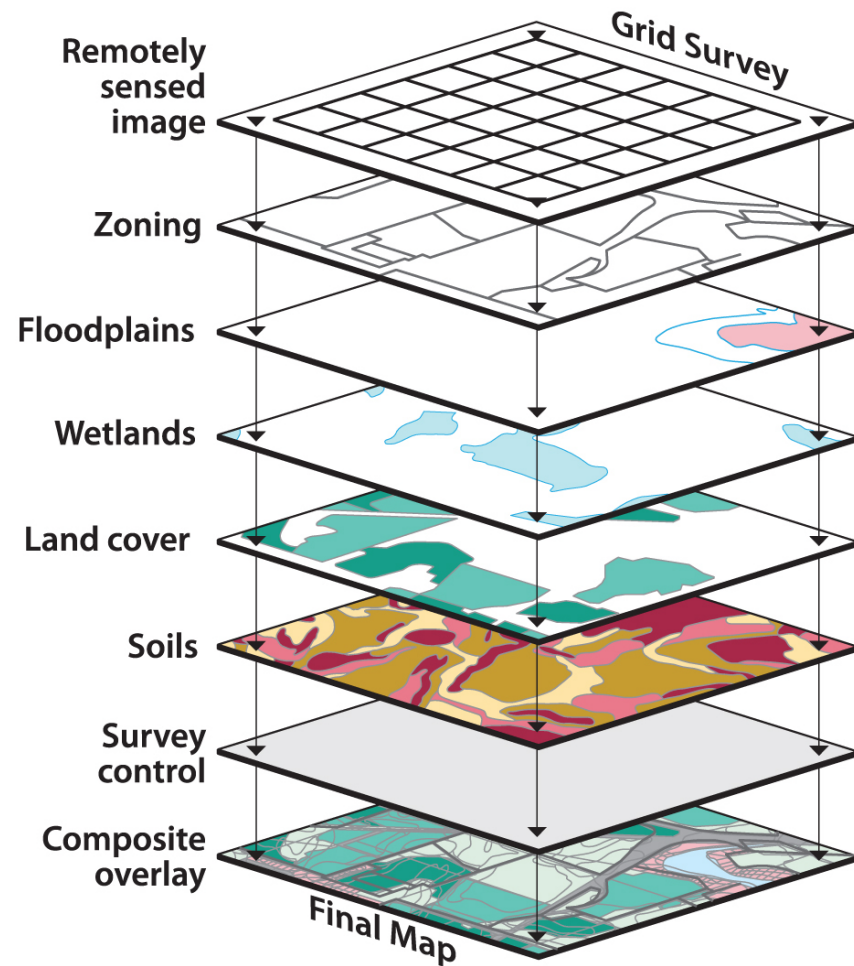 Grid Survey
Remotely
sensed
image
Zoning
Floodplains
Wetlands
Land cover
Soils
Survey
control
Composite
overlay
Final Map